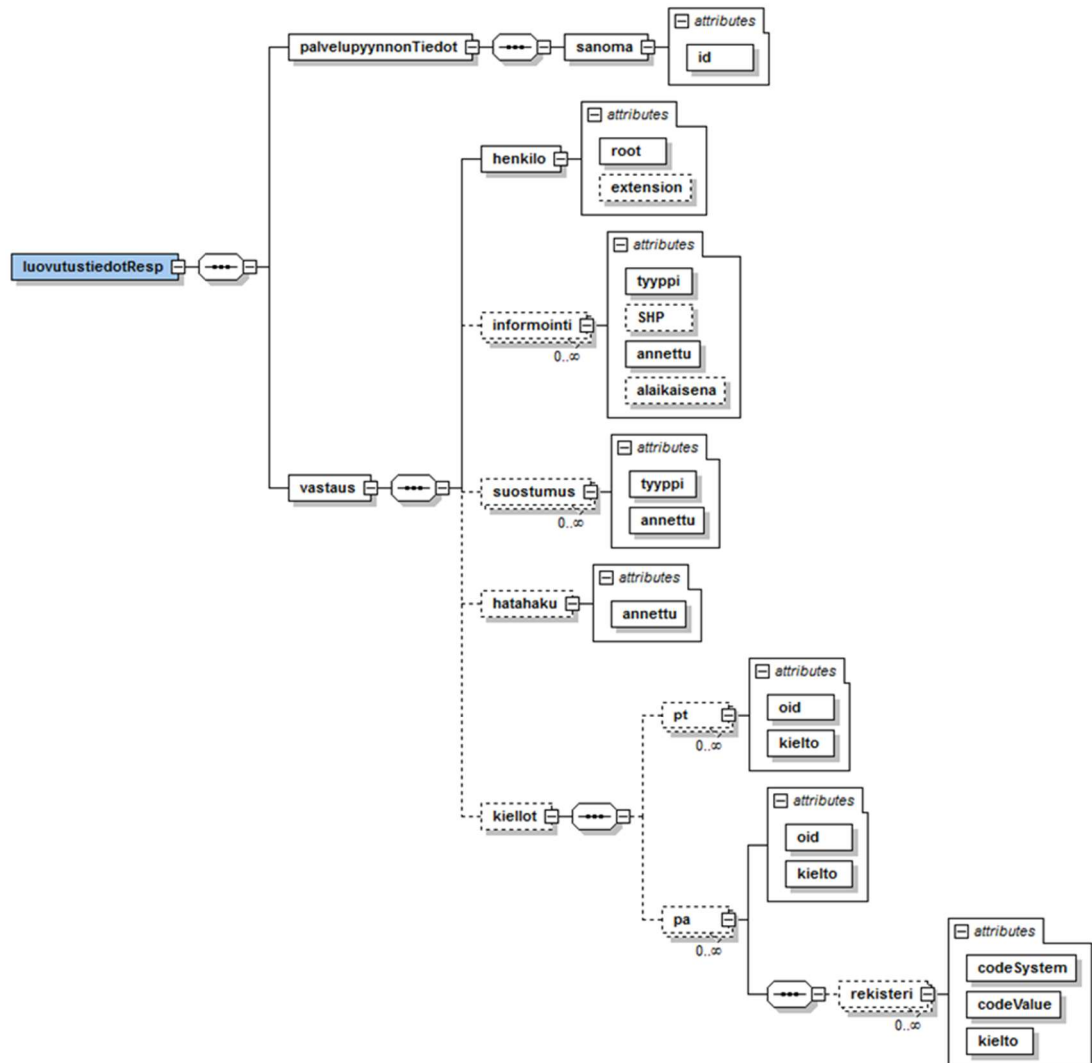 attributes
palvelupyynnonTiedot
sanoma
id
attributes
henkilo
root
extension
luovutustiedotResp
attributes
tyyppi
informointi
SHP
0..∞
annettu
alaikaisena
attributes
vastaus
suostumus
tyyppi
0..∞
annettu
attributes
hatahaku
annettu
attributes
pt
oid
0..∞
kielto
attributes
kiellot
oid
kielto
pa
0..∞
attributes
codeSystem
rekisteri
codeValue
0..∞
kielto